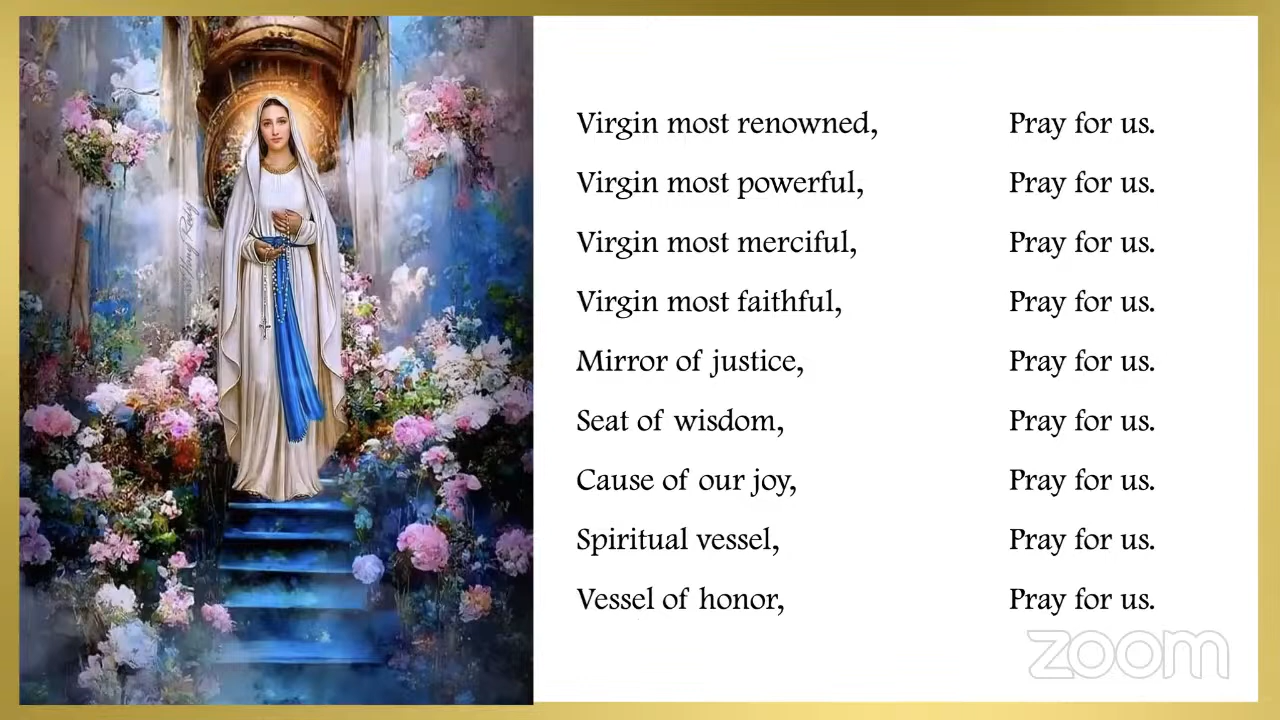 Virgin most renowned, Pray for us.
Virgin most powerful, Pray for us.
Virgin most merciful, Pray for us.
Virgin most faithful, Pray for us.
Mirror of justice, Pray for us.
Seat of wisdom, Pray for us.
Cause of our joy, Pray for us.
Spiritual vessel, Pray for us.
Vessel of honor, Pray for us.
zoom